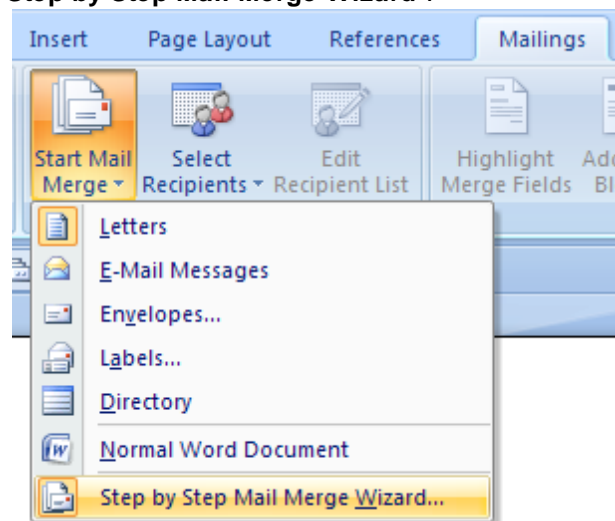 Step by Step Mail Merge Wizard .
Insert Page Layout References Mailings
Start Mail Merge Select Recipients Edit Recipient List Highlight Merge Fields
Letters
E-Mail Messages
Envelopes...
Labels...
Directory
Normal Word Document
Step by Step Mail Merge Wizard...